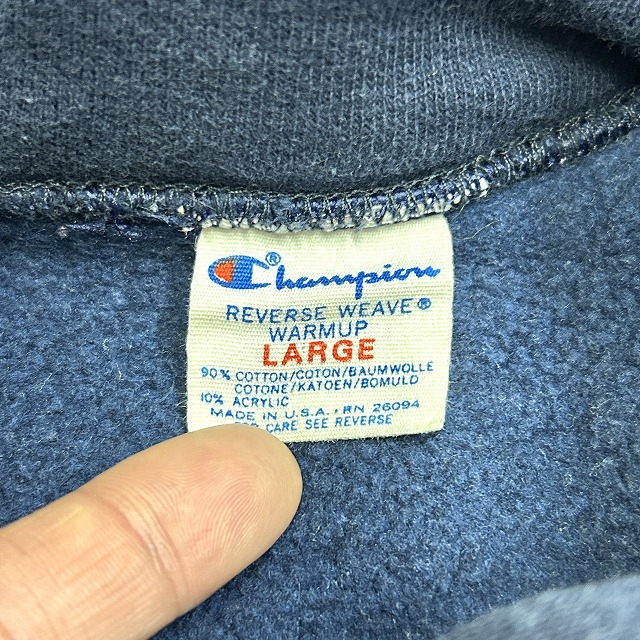 Champion®
REVERSE WEAVE®
WARMUP
LARGE
90% COTTON/COTON/BAUMWOLLE
COTONE/KATOEN/BOMULD
10% ACRYLIC
MADE IN U.S.A., RN 26094
CARE SEE REVERSE